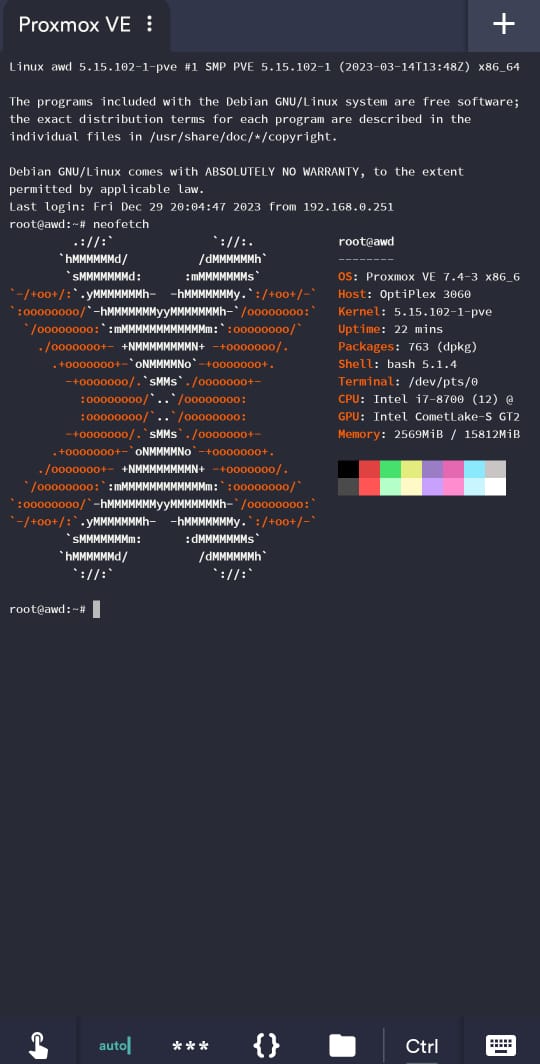 Proxmox VE
Linux awd 5.15.102-1-pve #1 SMP PVE 5.15.102-1 (2023-03-14T13:48Z) x86_64
The programs included with the Debian GNU/Linux system are free software;
the exact distribution terms for each program are described in the
individual files in /usr/share/doc/*/copyright.
Debian GNU/Linux comes with ABSOLUTELY NO WARRANTY, to the extent
permitted by applicable law.
Last login: Fri Dec 29 20:04:47 2023 from 192.168.0.251
root@awd:~# neofetch
         .://:`              `://:.            root@awd
       `hMMMMMMd/          /dMMMMMMh`          --------
        `sMMMMMMMd:      :mMMMMMMMs`           OS: Proxmox VE 7.4-3 x86_6
`-/+oo+/:`.yMMMMMMMh-  -hMMMMMMMy.`:/+oo+/-`   Host: OptiPlex 3060
`:oooooooo/`-hMMMMMMMyyMMMMMMMh-`/oooooooo:`   Kernel: 5.15.102-1-pve
  `/oooooooo:`:mMMMMMMMMMMMMm:`:oooooooo/`     Uptime: 22 mins
    ./ooooooo+- +NMMMMMMMMN+ -+ooooooo/.       Packages: 763 (dpkg)
      .+ooooooo+-`oNMMMMNo`-+ooooooo+.         Shell: bash 5.1.4
        -+ooooooo/.`sMMs`./ooooooo+-           Terminal: /dev/pts/0
          :oooooooo/`..`/oooooooo:             CPU: Intel i7-8700 (12) @
          :oooooooo/`..`/oooooooo:             GPU: Intel CometLake-S GT2
        -+ooooooo/.`sMMs`./ooooooo+-           Memory: 2569MiB / 15812MiB
      .+ooooooo+-`oNMMMMNo`-+ooooooo+.
    ./ooooooo+- +NMMMMMMMMN+ -+ooooooo/.
  `/oooooooo:`:mMMMMMMMMMMMMm:`:oooooooo/`
`:oooooooo/`-hMMMMMMMyyMMMMMMMh-`/oooooooo:`
`-/+oo+/:`.yMMMMMMMh-  -hMMMMMMMy.`:/+oo+/-`
        `sMMMMMMMm:      :dMMMMMMMs`
       `hMMMMMMd/          /dMMMMMMh`
         `://:`              `://:`
root@awd:~#
auto *** {} Ctrl